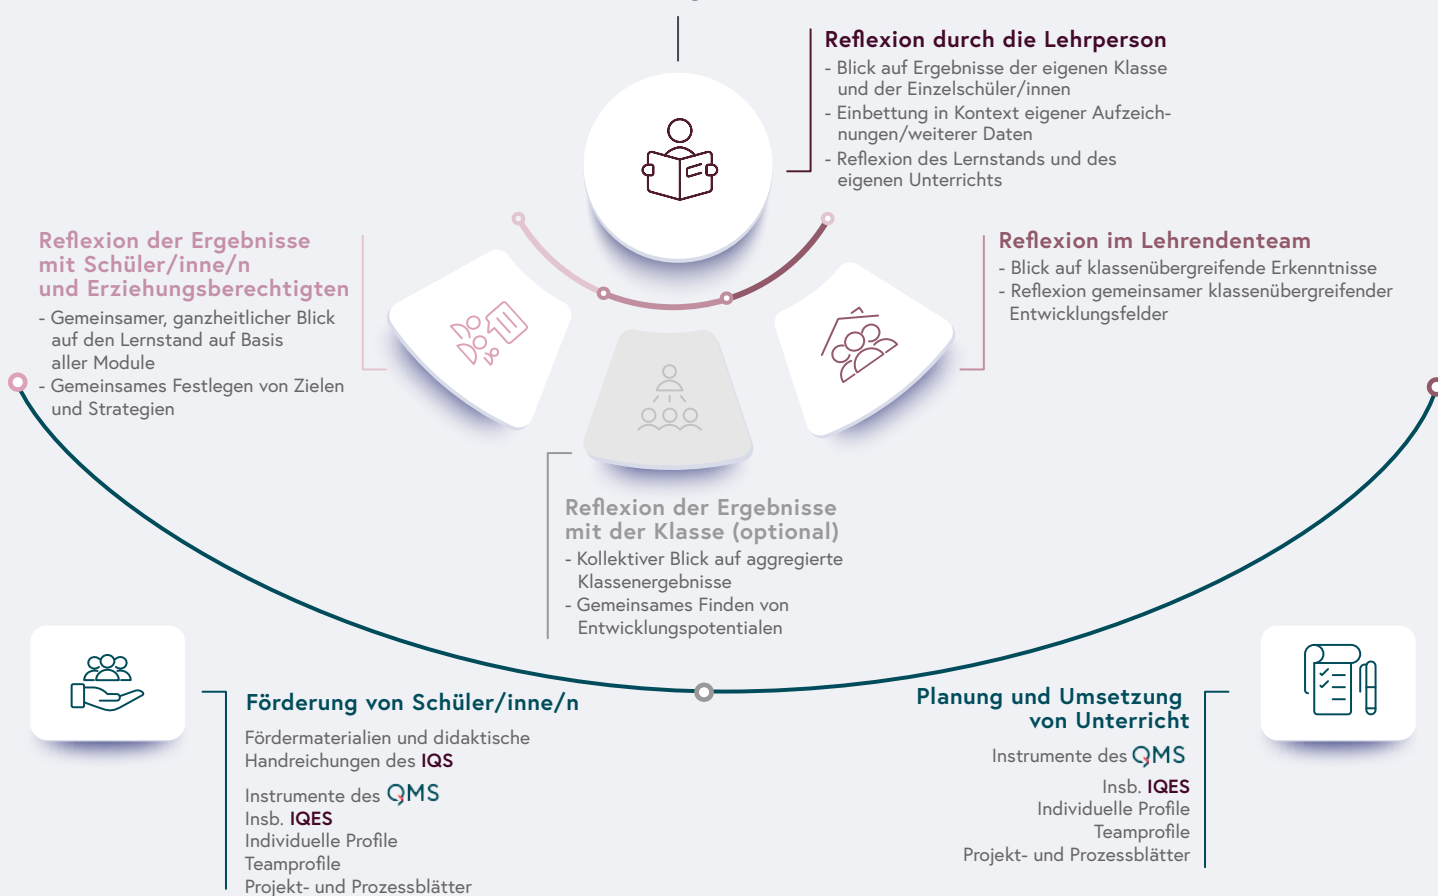 Reflexion durch die Lehrperson
- Blick auf Ergebnisse der eigenen Klasse
und der Einzelschüler/innen
- Einbettung in Kontext eigener Aufzeich-
nungen/weiterer Daten
- Reflexion des Lernstands und des
eigenen Unterrichts
Reflexion der Ergebnisse
mit Schüler/inne/n
und Erziehungsberechtigten
- Gemeinsamer, ganzheitlicher Blick
auf den Lernstand auf Basis
aller Module
- Gemeinsames Festlegen von Zielen
und Strategien
Reflexion im Lehrendenteam
- Blick auf klassenübergreifende Erkenntnisse
- Reflexion gemeinsamer klassenübergreifender
Entwicklungsfelder
Reflexion der Ergebnisse
mit der Klasse (optional)
- Kollektiver Blick auf aggregierte
Klassenergebnisse
- Gemeinsames Finden von
Entwicklungspotentialen
Förderung von Schüler/inne/n
Fördermaterialien und didaktische
Handreichungen des IQS
Instrumente des QMS
Insb. IQES
Individuelle Profile
Teamprofile
Projekt- und Prozessblätter
Planung und Umsetzung
von Unterricht
Instrumente des QMS
Insb. IQES
Individuelle Profile
Teamprofile
Projekt- und Prozessblätter